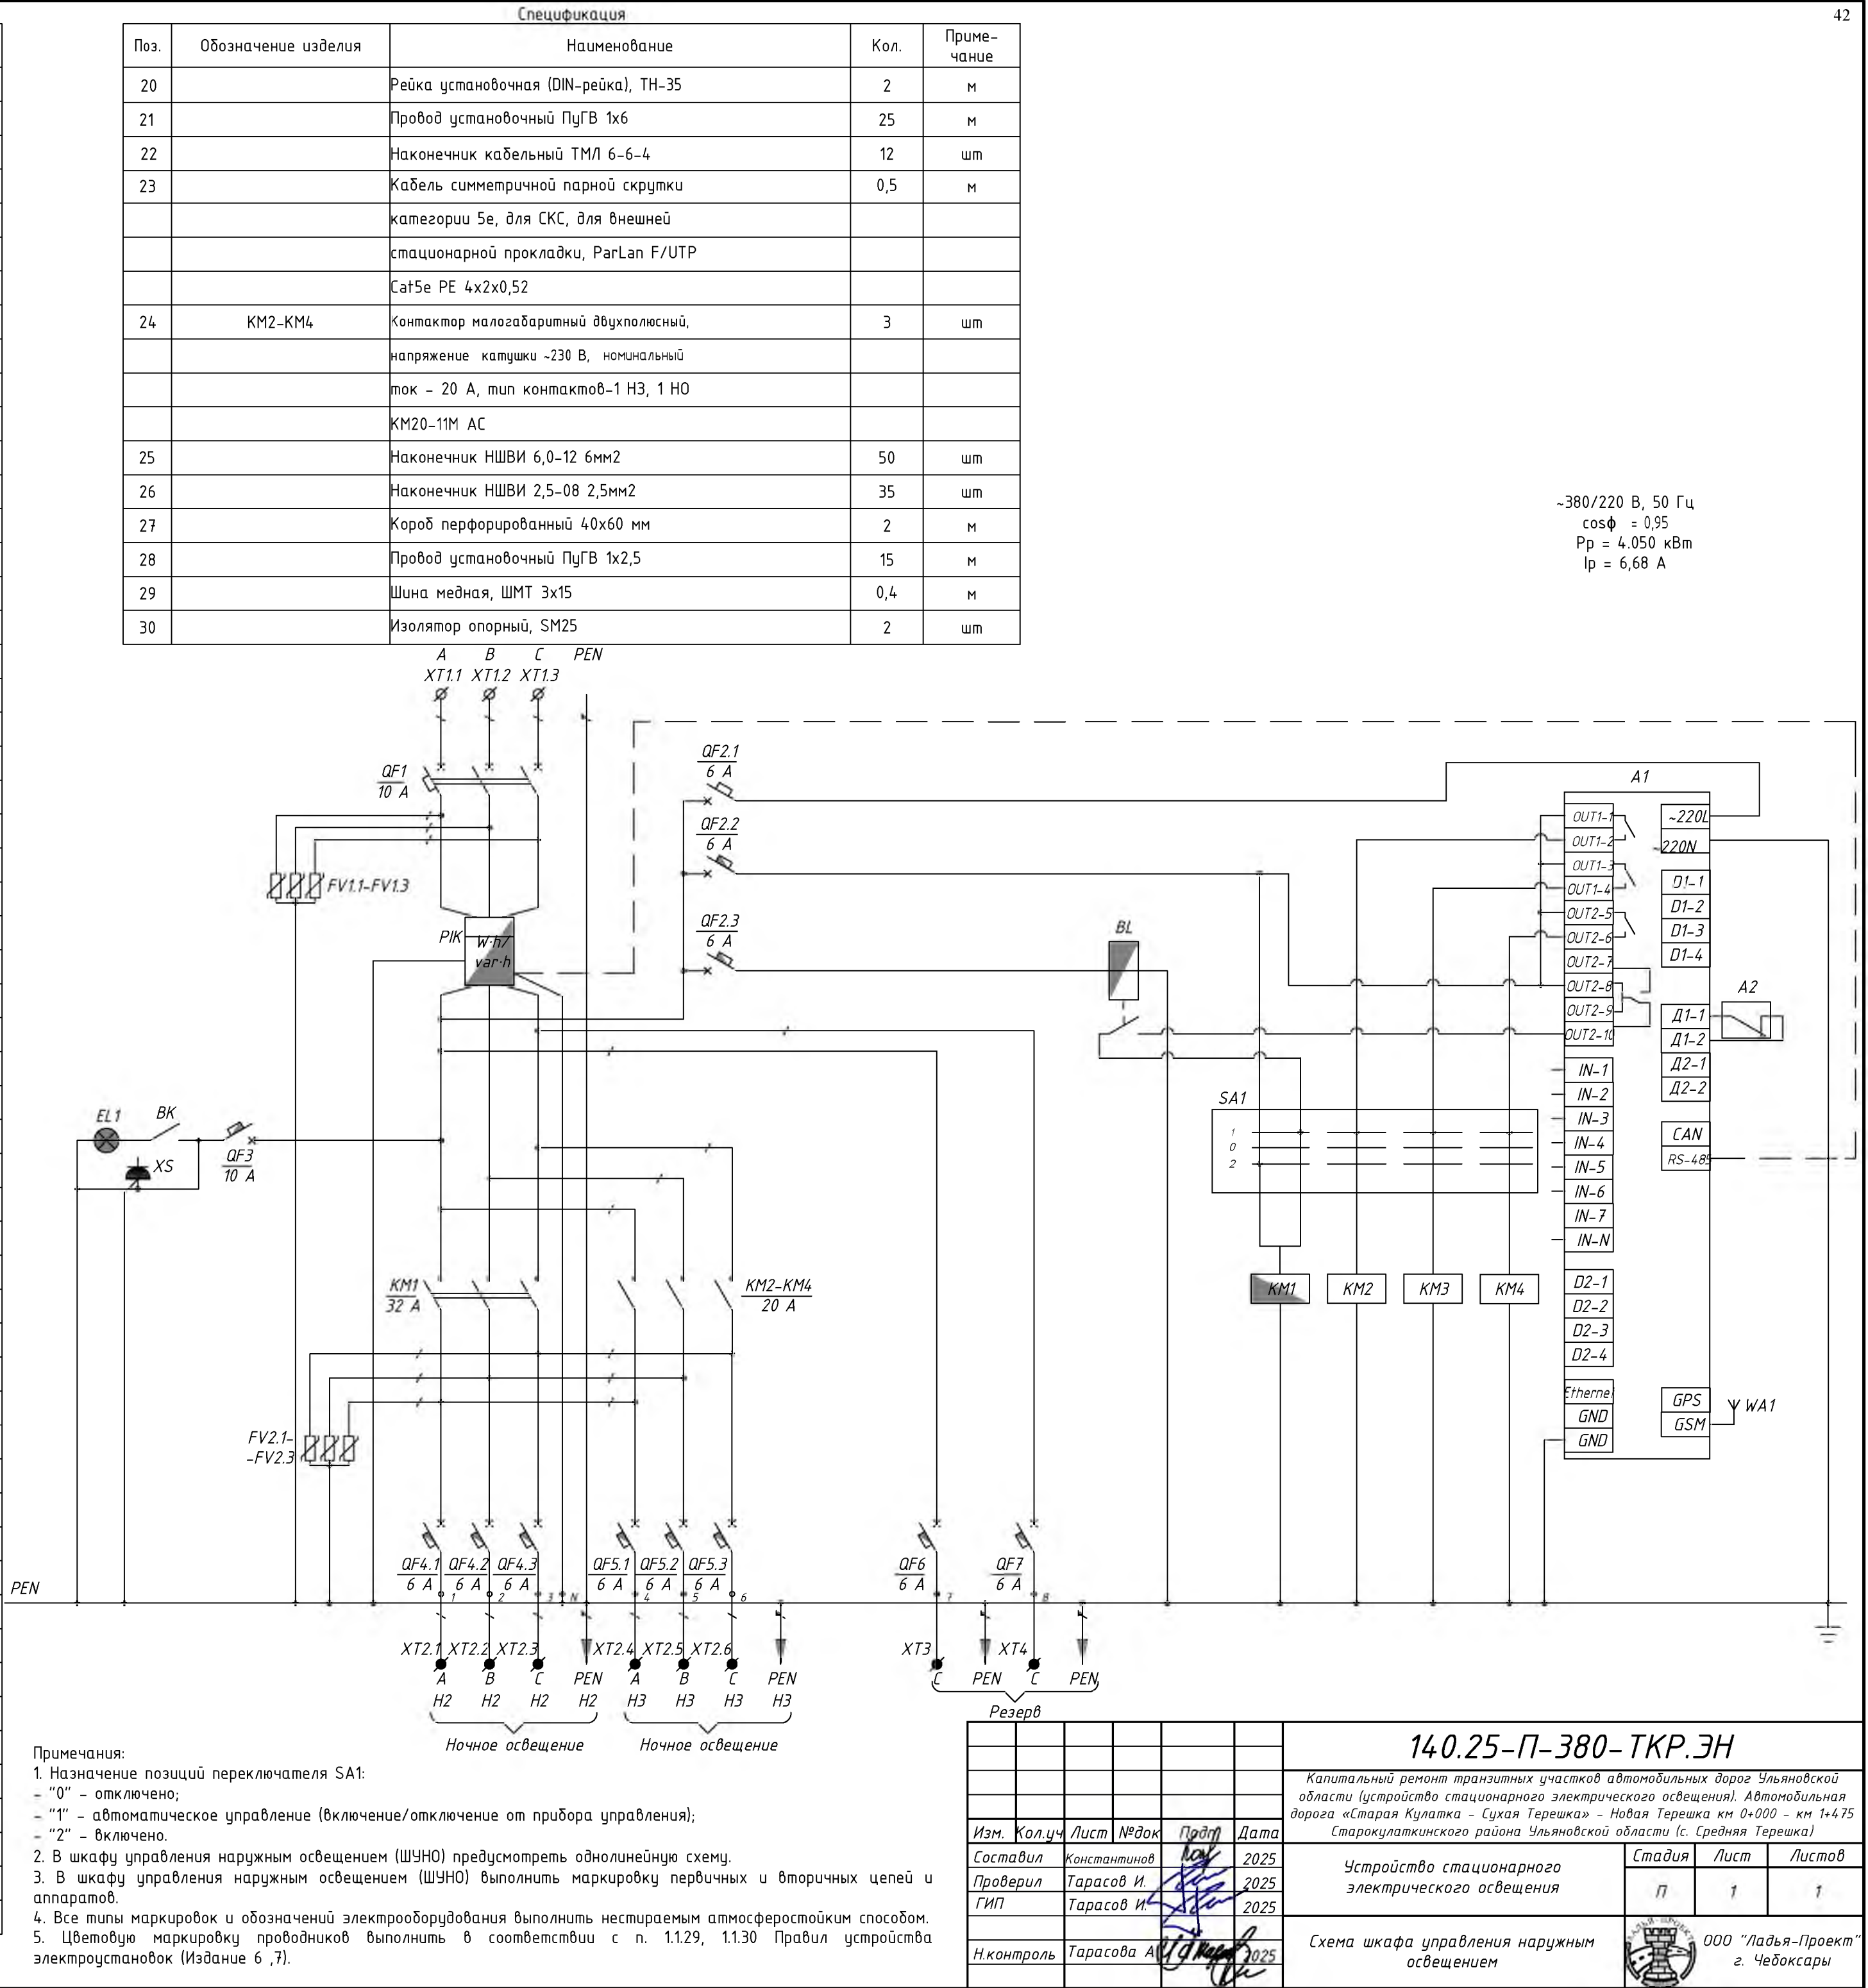 42
Спецификация
Поз. Обозначение изделия Наименование Кол. Приме-
чание
20 Рейка установочная (DIN-рейка), ТН-35 2 м
21 Провод установочный ПуГВ 1х6 25 м
22 Наконечник кабельный ТМЛ 6-6-4 12 шт
23 Кабель симметричной парной скрутки 0,5 м
категории 5е, для СКС, для внешней
стационарной прокладки, ParLan F/UTP
Cat5e PE 4х2х0,52
24 КМ2-КМ4 Контактор малогабаритный двухполюсный, 3 шт
напряжение катушки ~230 В, номинальный
ток - 20 А, тип контактов-1 НЗ, 1 НО
КМ20-11М АС
25 Наконечник НШВИ 6,0-12 6мм2 50 шт
26 Наконечник НШВИ 2,5-08 2,5мм2 35 шт
27 Короб перфорированный 40х60 мм 2 м
28 Провод установочный ПуГВ 1х2,5 15 м
29 Шина медная, ШМТ 3х15 0,4 м
30 Изолятор опорный, SM25 2 шт
~380/220 В, 50 Гц
cosф = 0,95
Рр = 4.050 кВт
Iр = 6,68 А
A B C PEN
XT1.1 XT1.2 XT1.3
QF1
10 А
FV1.1-FV1.3
PIK
W·h/
var·h
QF2.1
6 А
QF2.2
6 А
QF2.3
6 А
BL
A1
OUT1-1
OUT1-2
OUT1-3
OUT1-4
OUT2-5
OUT2-6
OUT2-7
OUT2-8
OUT2-9
OUT2-10
IN-1
IN-2
IN-3
IN-4
IN-5
IN-6
IN-7
IN-N
D2-1
D2-2
D2-3
D2-4
Etherne
GND
GND
~220L
~220N
D1-1
D1-2
D1-3
D1-4
A2
Д1-1
Д1-2
Д2-1
Д2-2
CAN
RS-485
GPS
GSM
WA1
EL1 BK
XS
QF3
10 А
SA1
1
0
2
KM1
32 А
KM2-KM4
20 А
KM1 KM2 KM3 KM4
FV2.1-
-FV2.3
QF4.1 QF4.2 QF4.3 QF5.1 QF5.2 QF5.3 QF6 QF7
6 А 6 А 6 А 6 А 6 А 6 А 6 А 6 А
PEN
1 2 3 N 4 5 6 7 8
XT2.1 XT2.2 XT2.3 XT2.4 XT2.5 XT2.6 XT3 XT4
A B C PEN A B C PEN C PEN C PEN
Н2 Н2 Н2 Н2 Н3 Н3 Н3 Н3
Резерв
Ночное освещение Ночное освещение
Примечания:
1. Назначение позиций переключателя SA1:
- "0" - отключено;
- "1" - автоматическое управление (включение/отключение от прибора управления);
- "2" - включено.
2. В шкафу управления наружным освещением (ШУНО) предусмотреть однолинейную схему.
3. В шкафу управления наружным освещением (ШУНО) выполнить маркировку первичных и вторичных цепей и
аппаратов.
4. Все типы маркировок и обозначений электрооборудования выполнить нестираемым атмосферостойким способом.
5. Цветовую маркировку проводников выполнить в соответствии с п. 1.1.29, 1.1.30 Правил устройства
электроустановок (Издание 6 ,7).
140.25-П-380-ТКР.ЭН
Капитальный ремонт транзитных участков автомобильных дорог Ульяновской
области (устройство стационарного электрического освещения). Автомобильная
дорога «Старая Кулатка - Сухая Терешка» - Новая Терешка км 0+000 - км 1+475
Старокулаткинского района Ульяновской области (с. Средняя Терешка)
Изм. Кол.уч Лист №док Подп Дата
Составил Константинов 2025
Проверил Тарасов И. 2025
ГИП Тарасов И. 2025
Н.контроль Тарасова А 2025
Устройство стационарного
электрического освещения
Стадия Лист Листов
П 1 1
Схема шкафа управления наружным
освещением
ЛАДЬЯ-ПРОЕКТ
ООО "Ладья-Проект"
г. Чебоксары